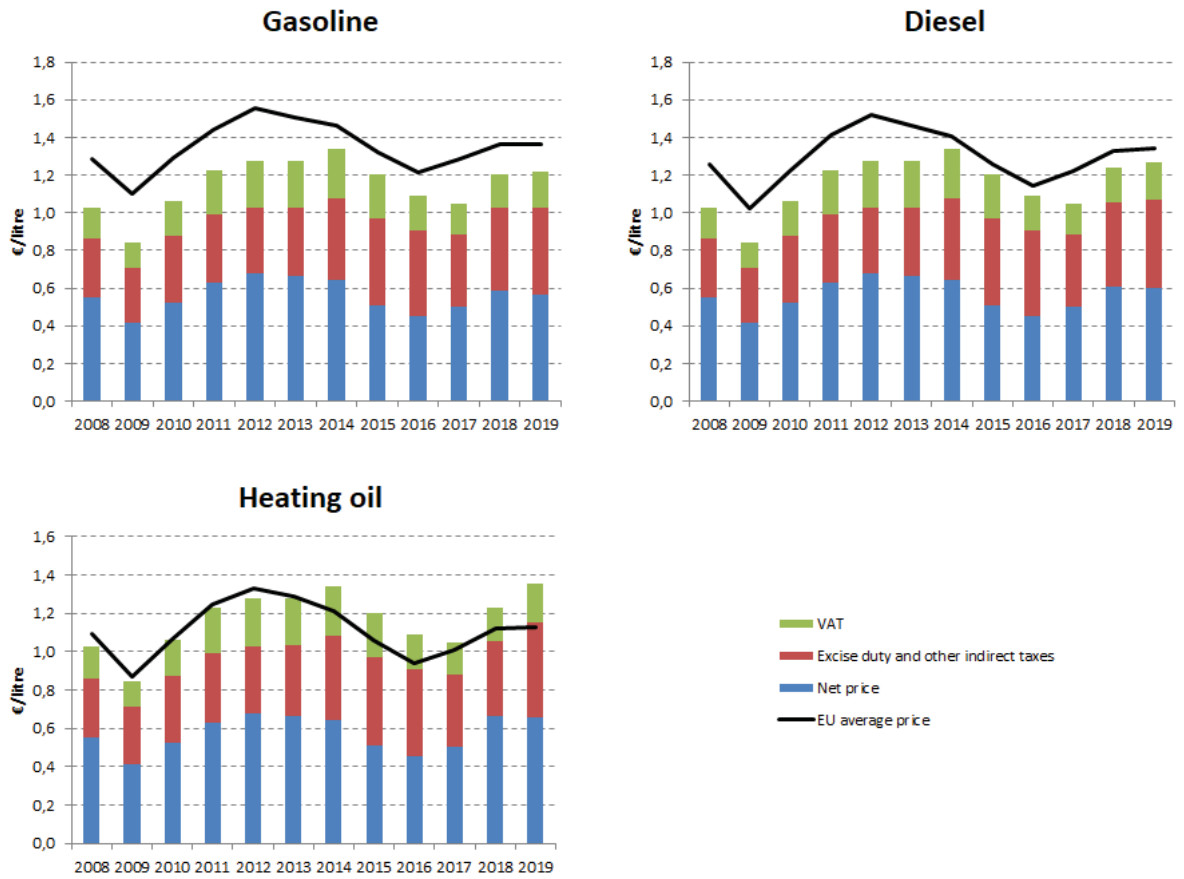 Gasoline
€/litre
1,8
1,6
1,4
1,2
1,0
0,8
0,6
0,4
0,2
0,0
2008 2009 2010 2011 2012 2013 2014 2015 2016 2017 2018 2019
Diesel
€/litre
1,8
1,6
1,4
1,2
1,0
0,8
0,6
0,4
0,2
0,0
2008 2009 2010 2011 2012 2013 2014 2015 2016 2017 2018 2019
Heating oil
€/litre
1,6
1,4
1,2
1,0
0,8
0,6
0,4
0,2
0,0
2008 2009 2010 2011 2012 2013 2014 2015 2016 2017 2018 2019
VAT
Excise duty and other indirect taxes
Net price
EU average price